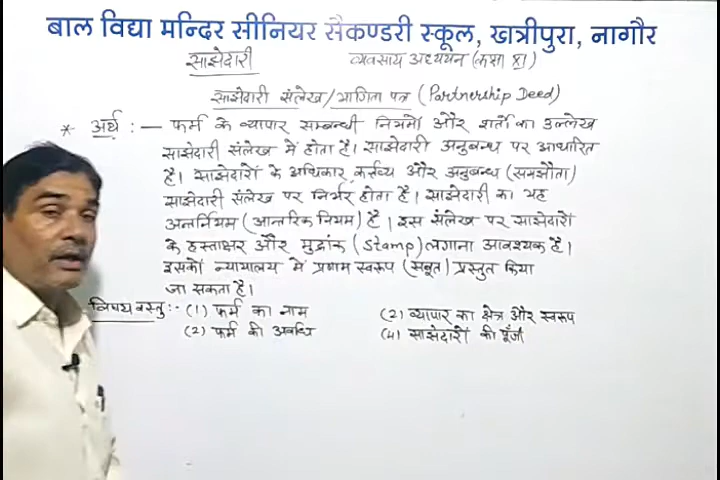 बाल विद्या मन्दिर सीनियर सैकण्डरी स्कूल, खत्रीपुरा, नागौर
साझेदारी व्यवसाय अध्ययन (कक्षा XI)
साझेदारी संलेख/भागिता पत्र (Partnership Deed)
* अर्थ :— फर्म के व्यापार सम्बन्धी नियमों और शर्तों का उल्लेख
साझेदारी संलेख में होता है। साझेदारी अनुबन्ध पर आधारित
है। साझेदारों के अधिकार, कर्त्तव्य और अनुबन्ध (समझौता)
साझेदारी संलेख पर निर्भर होता है। साझेदारी का यह
अन्तर्नियम (आन्तरिक नियम) है। इस संलेख पर साझेदारों
के हस्ताक्षर और मुद्रांक (Stamp) लगाना आवश्यक है।
इसको न्यायालय में प्रमाण स्वरूप (सबूत) प्रस्तुत किया
जा सकता है।
विषय वस्तु :- (1) फर्म का नाम (2) व्यापार का क्षेत्र और स्वरूप
(2) फर्म की अवधि (4) साझेदारों की पूँजी